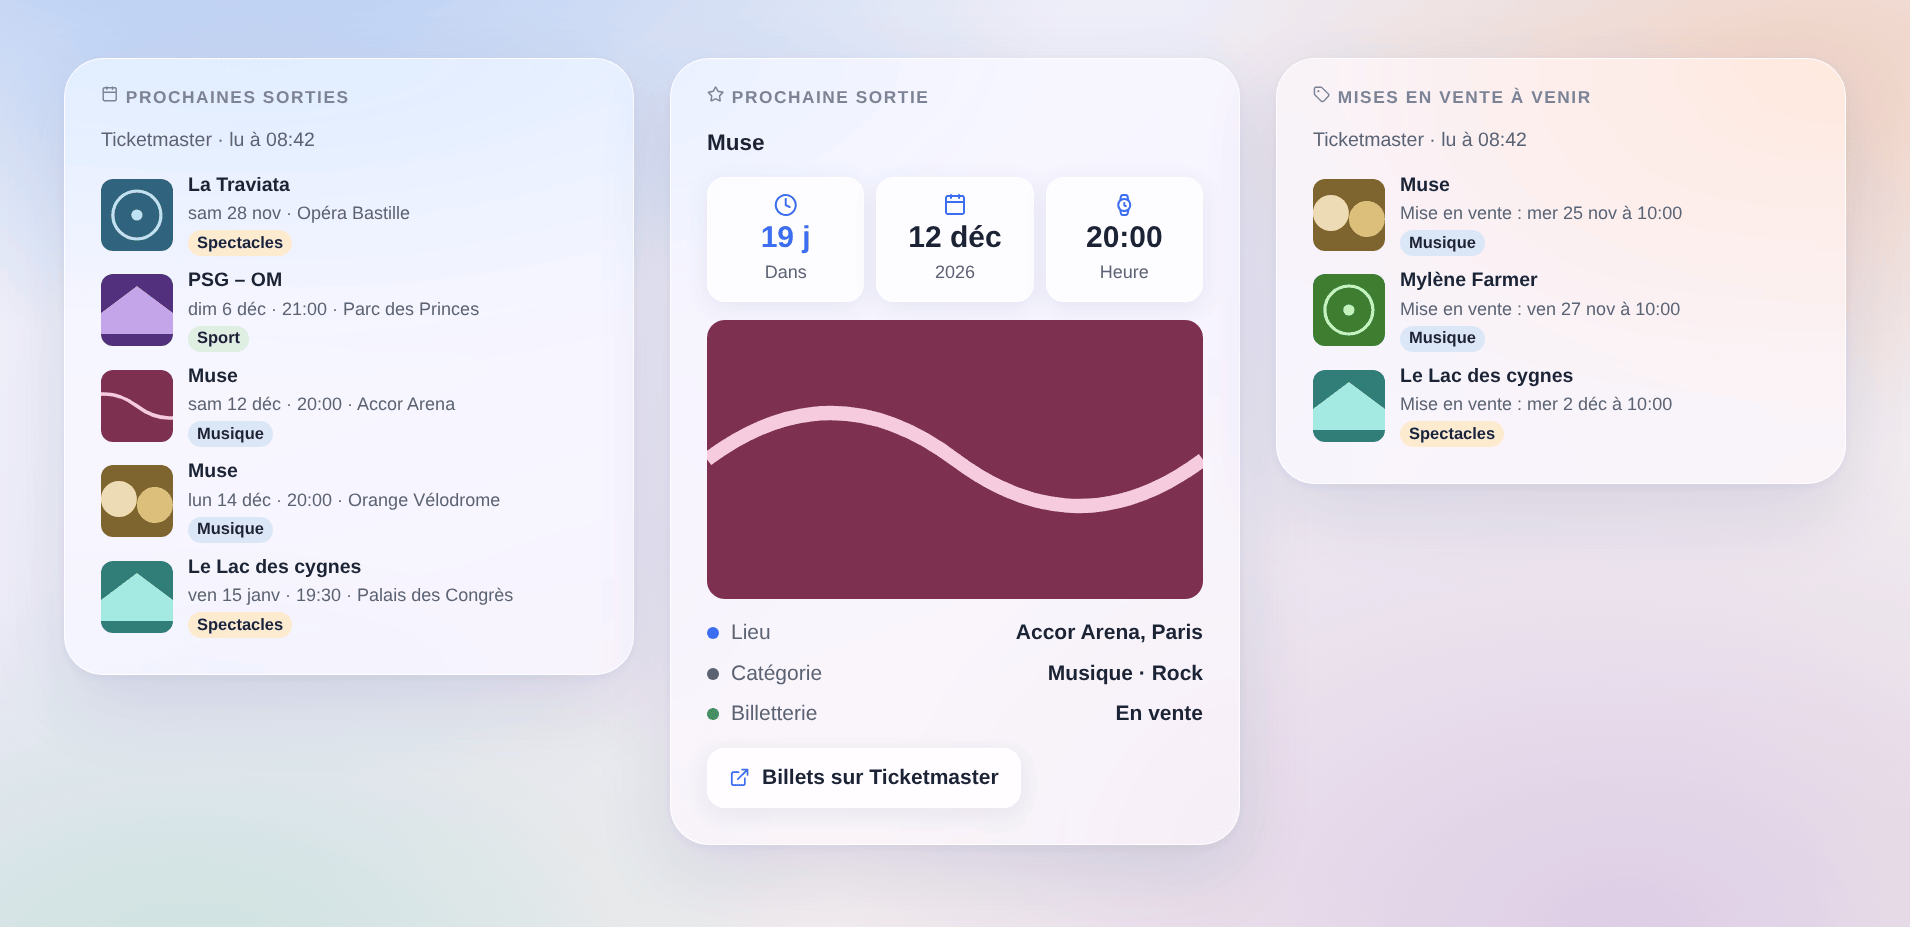 PROCHAINES SORTIES
Ticketmaster · lu à 08:42
La Traviata
sam 28 nov · Opéra Bastille
Spectacles
PSG – OM
dim 6 déc · 21:00 · Parc des Princes
Sport
Muse
sam 12 déc · 20:00 · Accor Arena
Musique
Muse
lun 14 déc · 20:00 · Orange Vélodrome
Musique
Le Lac des cygnes
ven 15 janv · 19:30 · Palais des Congrès
Spectacles
PROCHAINE SORTIE
Muse
19 j
Dans
12 déc
2026
20:00
Heure
Lieu
Accor Arena, Paris
Catégorie
Musique · Rock
Billetterie
En vente
Billets sur Ticketmaster
MISES EN VENTE À VENIR
Ticketmaster · lu à 08:42
Muse
Mise en vente : mer 25 nov à 10:00
Musique
Mylène Farmer
Mise en vente : ven 27 nov à 10:00
Musique
Le Lac des cygnes
Mise en vente : mer 2 déc à 10:00
Spectacles